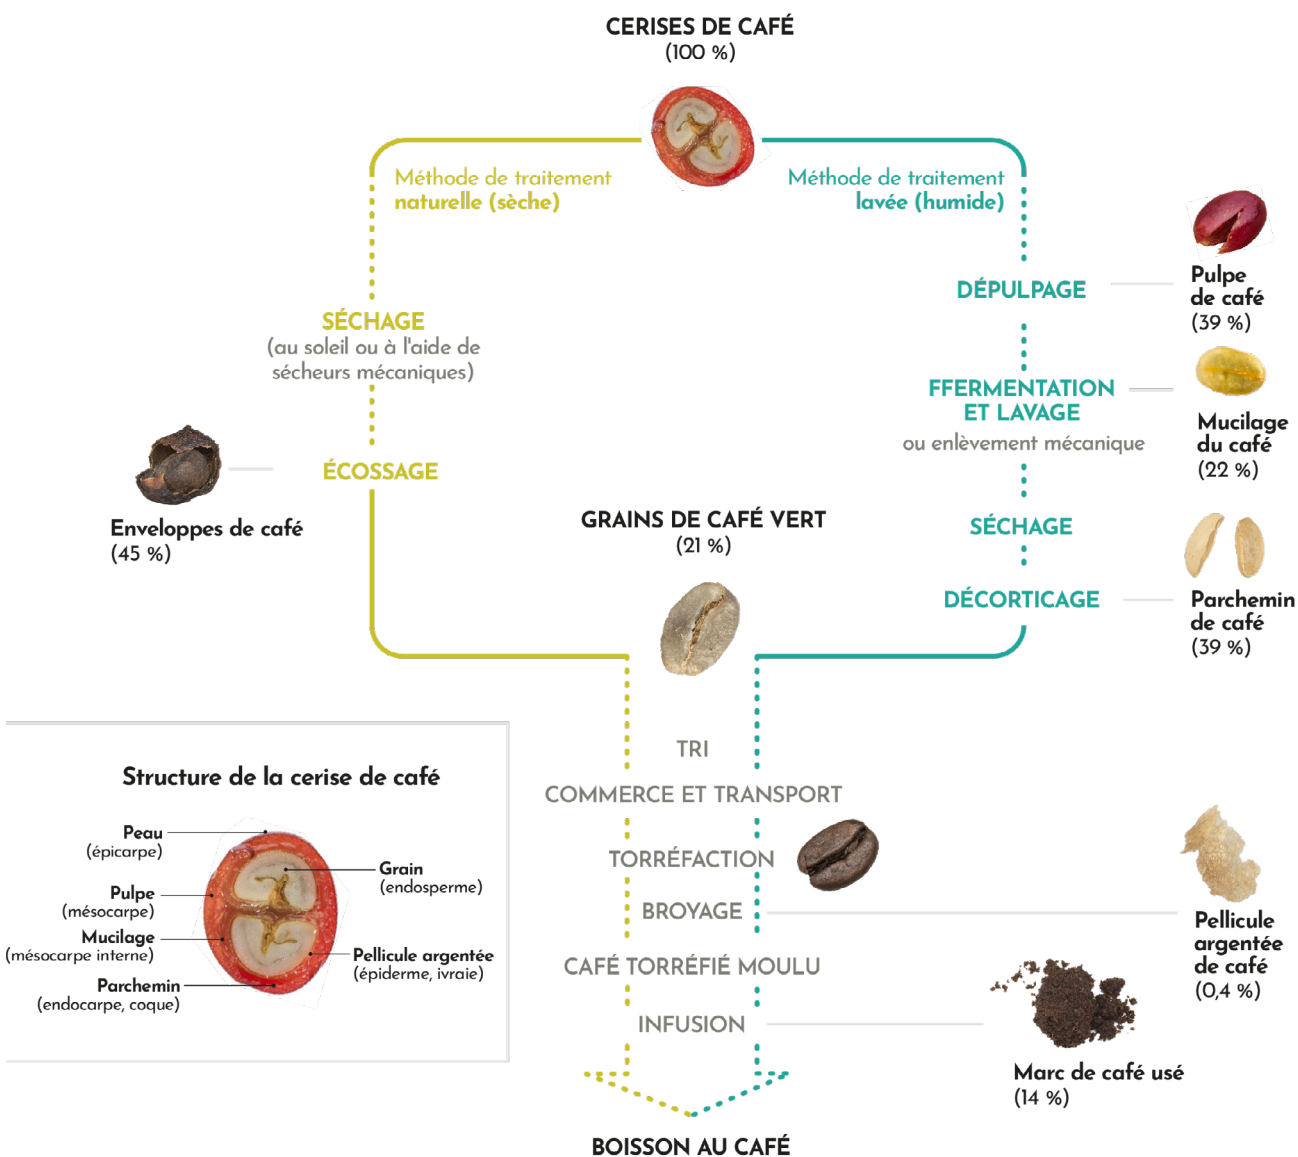 CERISES DE CAFÉ
(100 %)
Méthode de traitement
naturelle (sèche)
Méthode de traitement
lavée (humide)
SÉCHAGE
(au soleil ou à l'aide de
sécheurs mécaniques)
ÉCOSSAGE
Enveloppes de café
(45 %)
DÉPULPAGE
Pulpe
de café
(39 %)
FFERMENTATION
ET LAVAGE
ou enlèvement mécanique
Mucilage
du café
(22 %)
SÉCHAGE
DÉCORTICAGE
Parchemin
de café
(39 %)
GRAINS DE CAFÉ VERT
(21 %)
TRI
COMMERCE ET TRANSPORT
TORRÉFACTION
BROYAGE
Pellicule
argentée
de café
(0,4 %)
CAFÉ TORRÉFIÉ MOULU
INFUSION
Marc de café usé
(14 %)
BOISSON AU CAFÉ
Structure de la cerise de café
Peau
(épicarpe)
Pulpe
(mésocarpe)
Mucilage
(mésocarpe interne)
Parchemin
(endocarpe, coque)
Grain
(endosperme)
Pellicule argentée
(épiderme, ivraie)